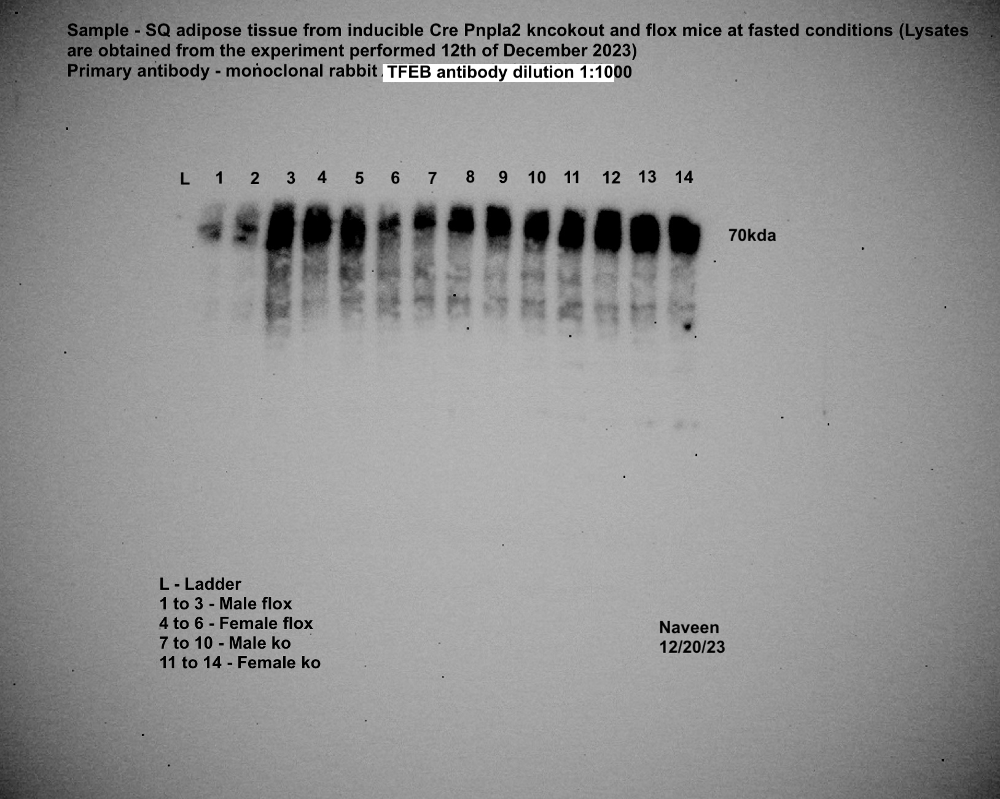 Sample - SQ adipose tissue from inducible Cre Pnpla2 kncokout and flox mice at fasted conditions (Lysates
are obtained from the experiment performed 12th of December 2023)
Primary antibody - monoclonal rabbit TFEB antibody dilution 1:1000
L 1 2 3 4 5 6 7 8 9 10 11 12 13 14
70kda
L - Ladder
1 to 3 - Male flox
4 to 6 - Female flox
7 to 10 - Male ko
11 to 14 - Female ko
Naveen
12/20/23